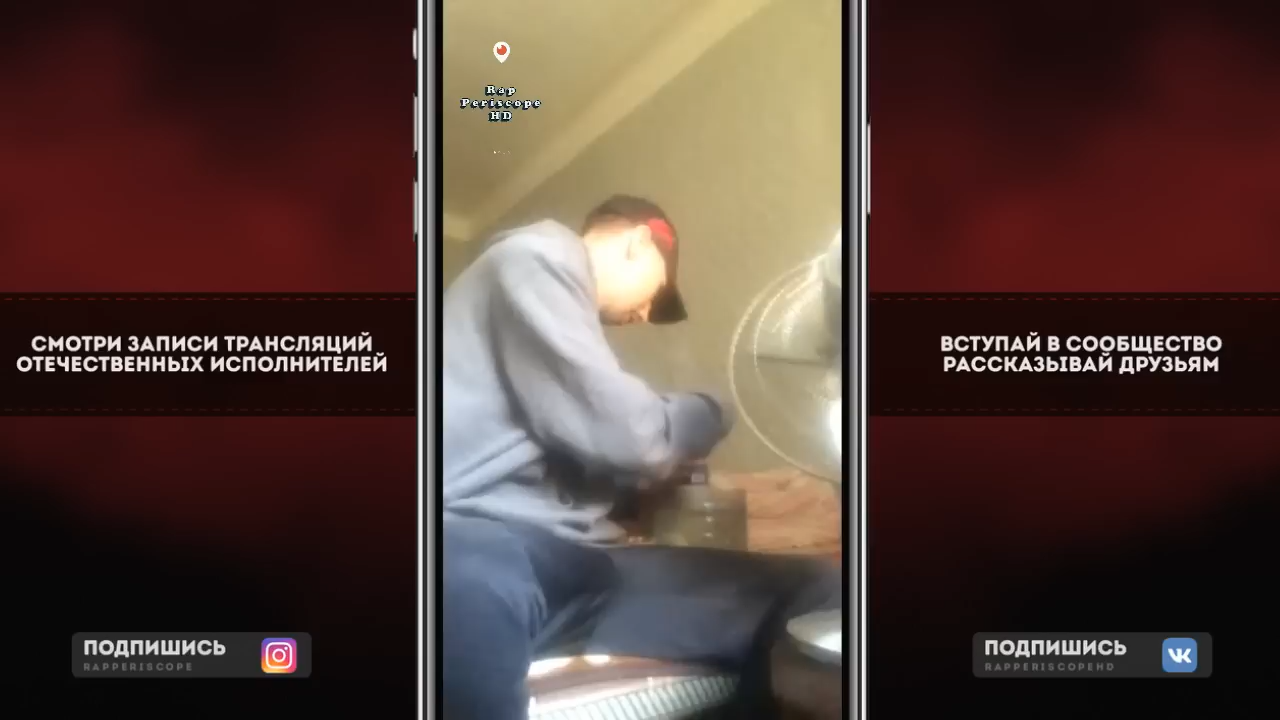 Rap
Periscope
HD
СМОТРИ ЗАПИСИ ТРАНСЛЯЦИЙ
ОТЕЧЕСТВЕННЫХ ИСПОЛНИТЕЛЕЙ
ВСТУПАЙ В СООБЩЕСТВО
РАССКАЗЫВАЙ ДРУЗЬЯМ
ПОДПИШИСЬ
RAPPERISCOPE
ПОДПИШИСЬ
RAPPERISCOPEHD